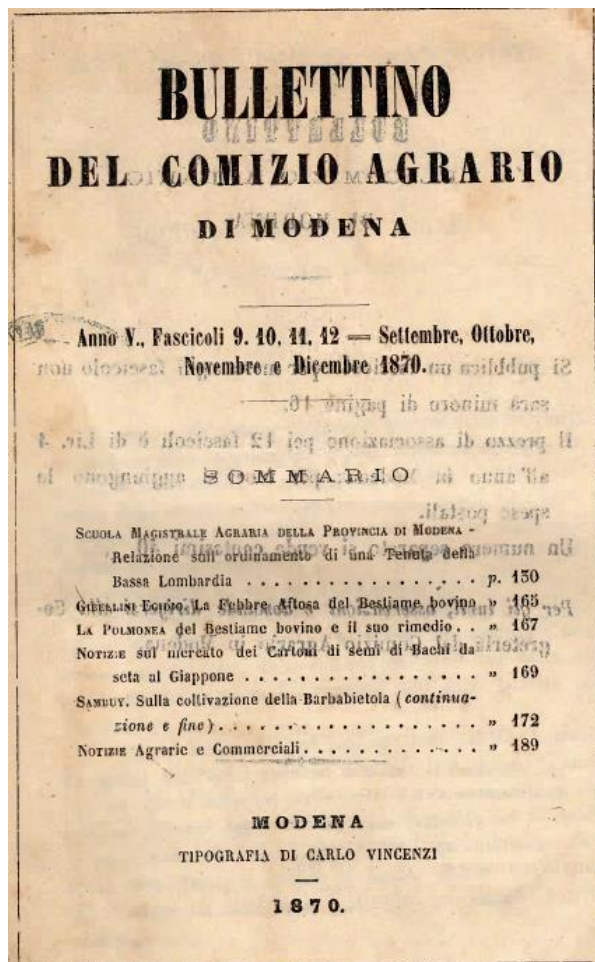 BULLETTINO
DEL COMIZIO AGRARIO
DI MODENA
Anno V., Fascicoli 9. 10, 11, 12 = Settembre, Ottobre,
Novembre e Dicembre 1870.
SOMMARIO
SCUOLA MAGISTRALE AGRARIA DELLA PROVINCIA DI MODENA -
Relazione sull'ordinamento di una Tenuta della
Bassa Lombardia . . . . . . . . . . . . . . . . . . p. 150
GIBELLINI EGIDIO. La Febbre Aftosa del Bestiame bovino » 165
LA POLMONEA del Bestiame bovino e il suo rimedio . . » 167
NOTIZIE sul mercato dei Cartoni di semi di Bachi da
seta al Giappone . . . . . . . . . . . . . . . . . » 169
SAMBUY. Sulla coltivazione della Barbabietola (continua-
zione e fine) . . . . . . . . . . . . . . . . . . . » 172
NOTIZIE Agrarie e Commerciali . . . . . . . . . . . . . » 189
MODENA
TIPOGRAFIA DI CARLO VINCENZI
1870.